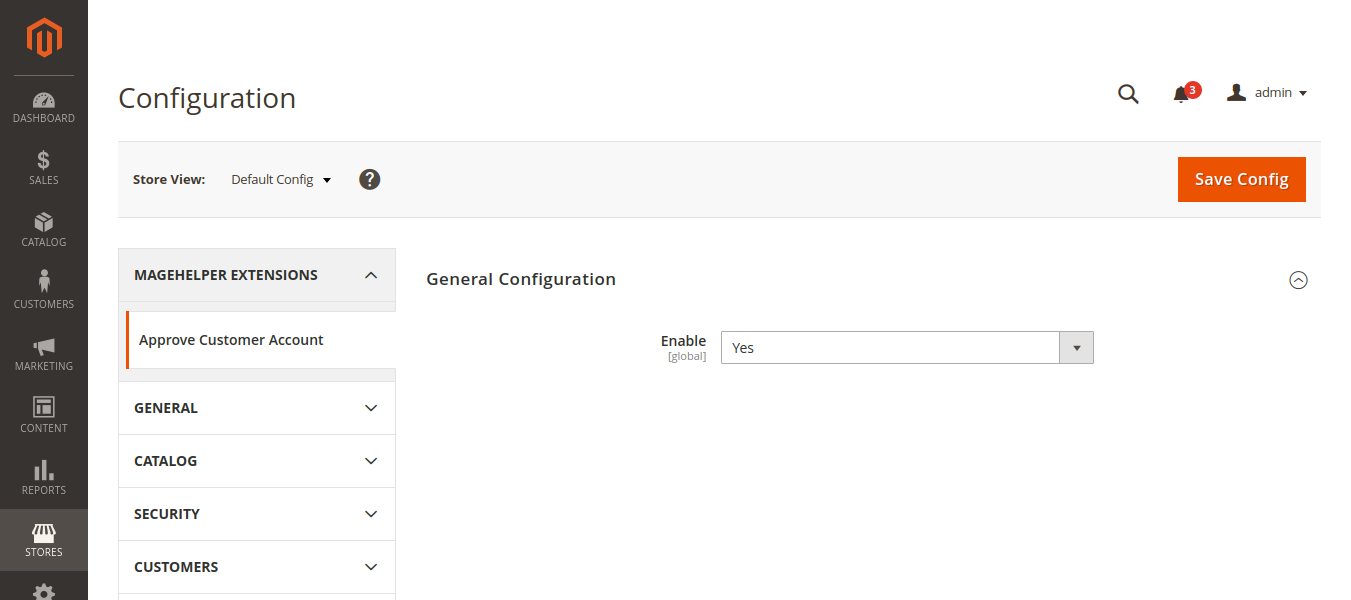 DASHBOARD
SALES
CATALOG
CUSTOMERS
MARKETING
CONTENT
REPORTS
STORES
Configuration
3
admin
Store View: Default Config ?
Save Config
MAGEHELPER EXTENSIONS
Approve Customer Account
GENERAL
CATALOG
SECURITY
CUSTOMERS
General Configuration
Enable
[global]
Yes